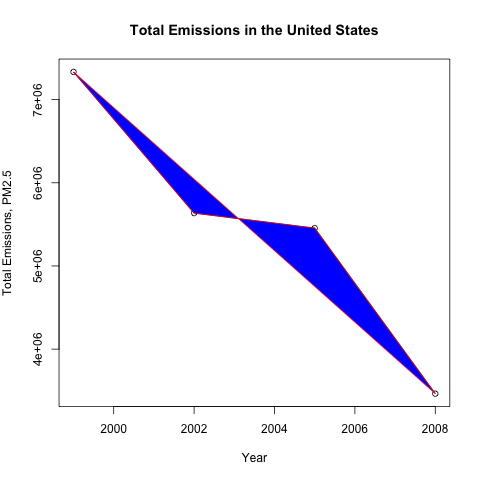 Total Emissions in the United States
Total Emissions, PM2.5
7e+06
6e+06
5e+06
4e+06
2000 2002 2004 2006 2008
Year